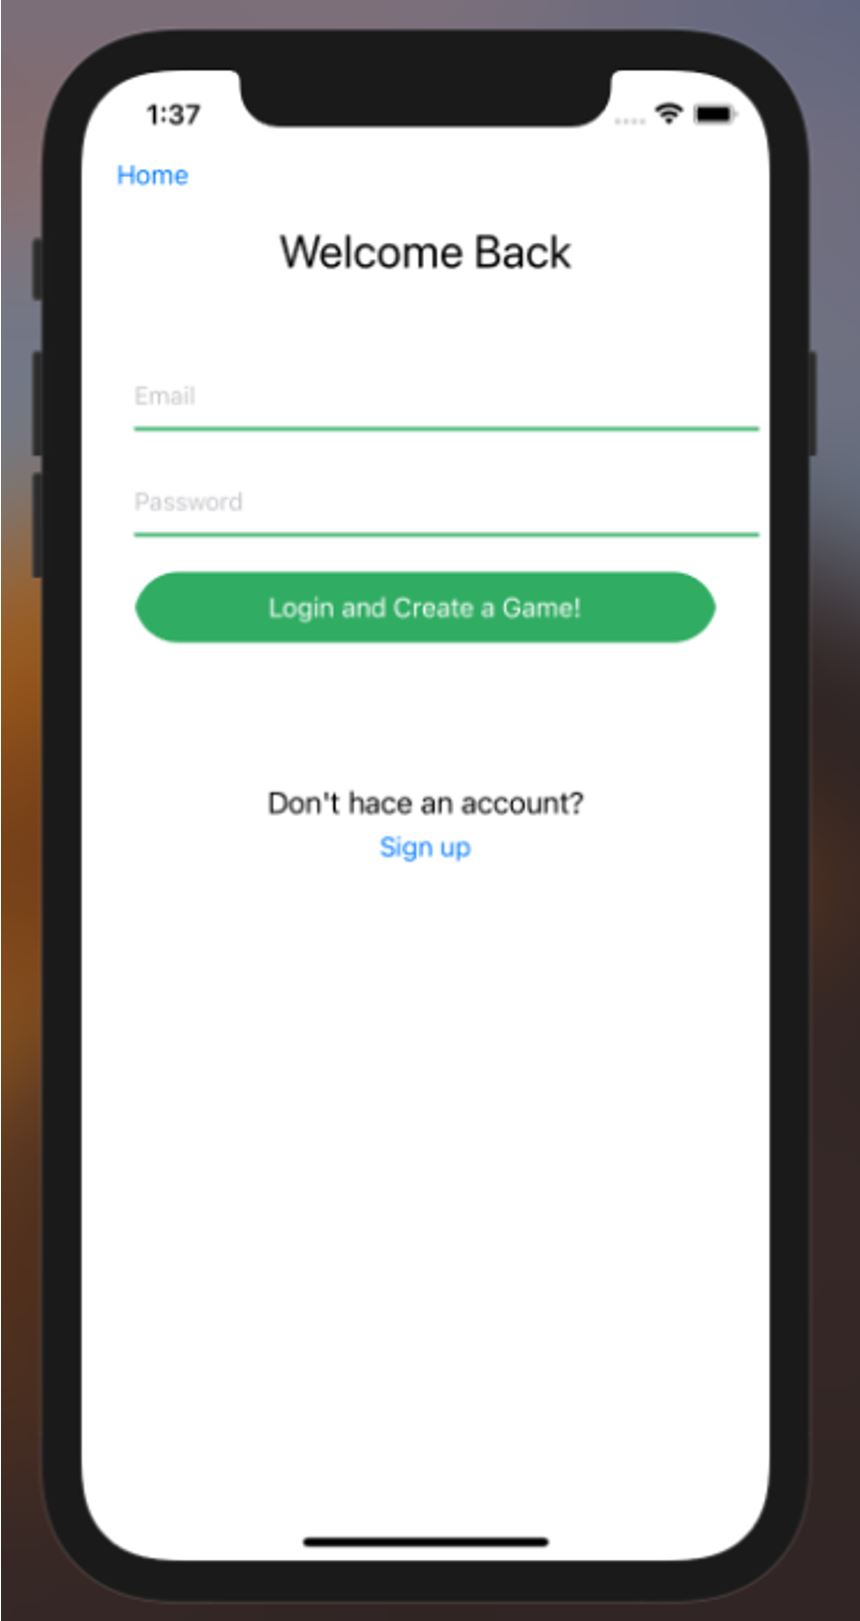 1:37
Home
Welcome Back
Email
Password
Login and Create a Game!
Don't hace an account?
Sign up